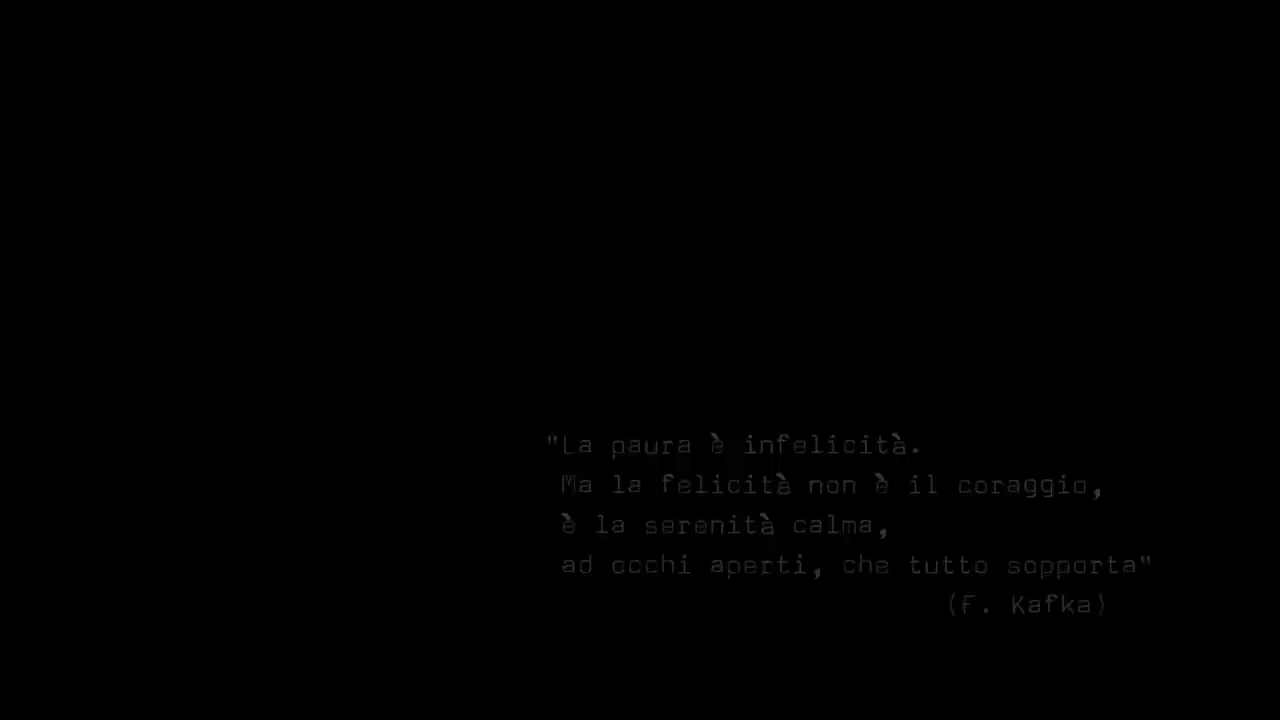 "La paura è infelicità.
Ma la felicità non è il coraggio,
è la serenità calma,
ad occhi aperti, che tutto sopporta"
(F. Kafka)